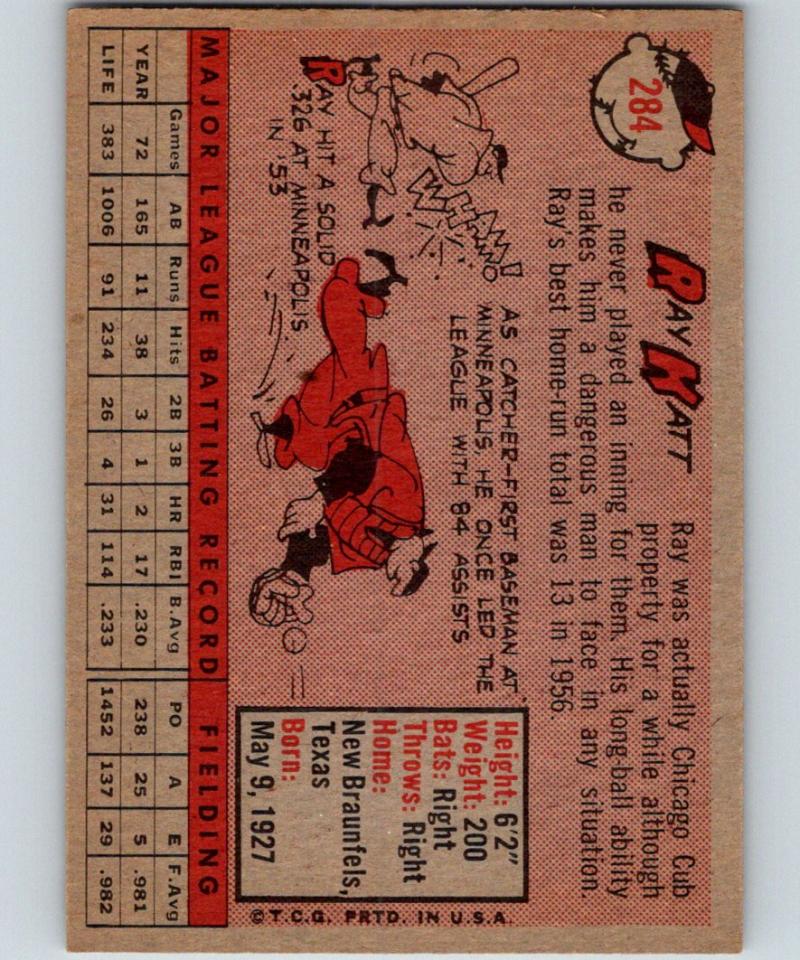 284
RAY KATT
Ray was actually Chicago Cub
property for a while although
he never played an inning for them. His long-ball ability
makes him a dangerous man to face in any situation.
Ray's best home-run total was 13 in 1956.
WHAM!
RAY HIT A SOLID
.326 AT MINNEAPOLIS
IN '53
AS CATCHER-FIRST BASEMAN AT
MINNEAPOLIS, HE ONCE LED THE
LEAGUE WITH 84 ASSISTS
Height: 6'2"
Weight: 200
Bats: Right
Throws: Right
Home:
New Braunfels,
Texas
Born:
May 9, 1927
©T.C.G. PRTD. IN U.S.A.
MAJOR LEAGUE BATTING RECORD FIELDING
Games AB Runs Hits 2B 3B HR RBI B.Avg PO A E F.Avg
YEAR 72 165 11 38 3 1 2 17 .230 238 25 5 .981
LIFE 383 1006 91 234 26 4 31 114 .233 1452 137 29 .982